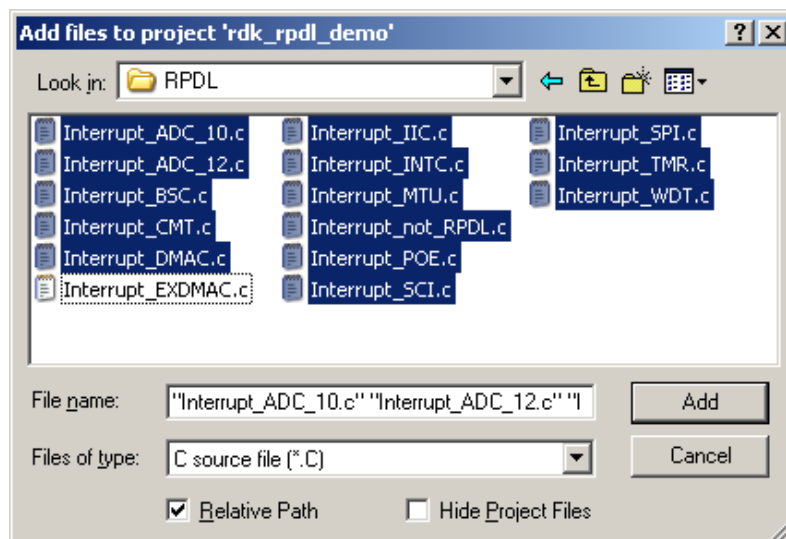 Add files to project 'rdk_rpdl_demo'
Look in: RPDL
Interrupt_ADC_10.c Interrupt_IIC.c Interrupt_SPI.c
Interrupt_ADC_12.c Interrupt_INTC.c Interrupt_TMR.c
Interrupt_BSC.c Interrupt_MTU.c Interrupt_WDT.c
Interrupt_CMT.c Interrupt_not_RPDL.c
Interrupt_DMAC.c Interrupt_POE.c
Interrupt_EXDMAC.c Interrupt_SCI.c
File name: "Interrupt_ADC_10.c" "Interrupt_ADC_12.c" "I Add
Files of type: C source file (*.C) Cancel
Relative Path Hide Project Files